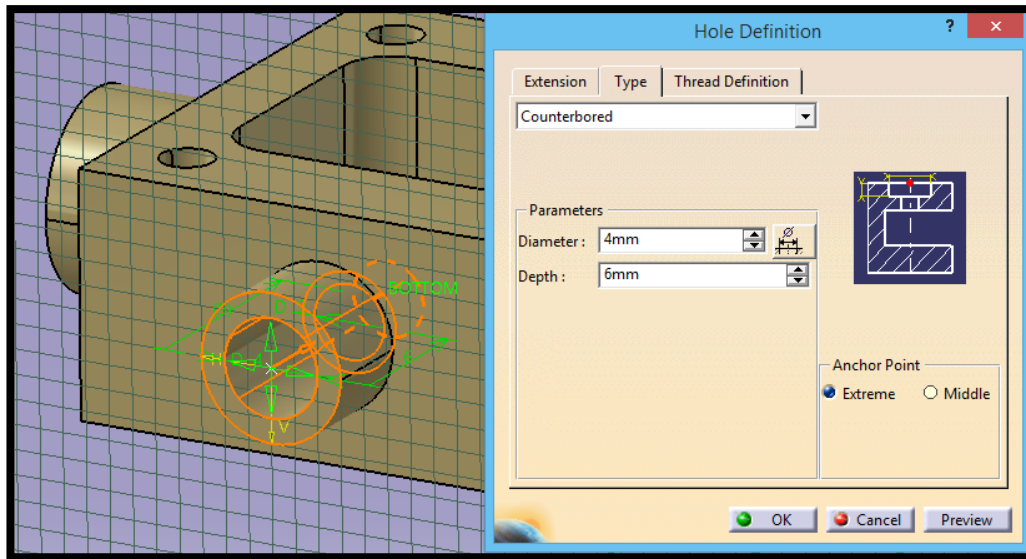 Hole Definition
?
×
Extension
Type
Thread Definition
Counterbored
Parameters
Diameter :
4mm
Depth :
6mm
Anchor Point
Extreme
Middle
OK
Cancel
Preview
BOTTOM
D
H
V